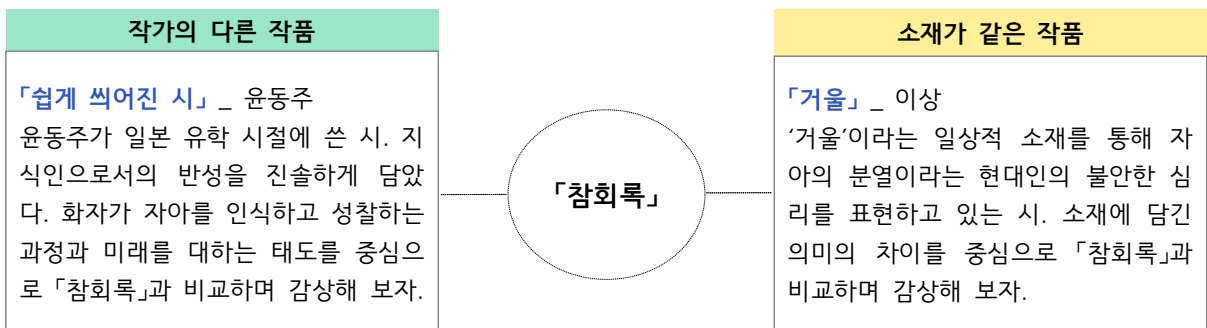 작가의 다른 작품
「쉽게 씌어진 시」 _ 윤동주
윤동주가 일본 유학 시절에 쓴 시. 지
식인으로서의 반성을 진솔하게 담았
다. 화자가 자아를 인식하고 성찰하는
과정과 미래를 대하는 태도를 중심으
로 「참회록」과 비교하며 감상해 보자.
「참회록」
소재가 같은 작품
「거울」 _ 이상
‘거울’이라는 일상적 소재를 통해 자
아의 분열이라는 현대인의 불안한 심
리를 표현하고 있는 시. 소재에 담긴
의미의 차이를 중심으로 「참회록」과
비교하며 감상해 보자.